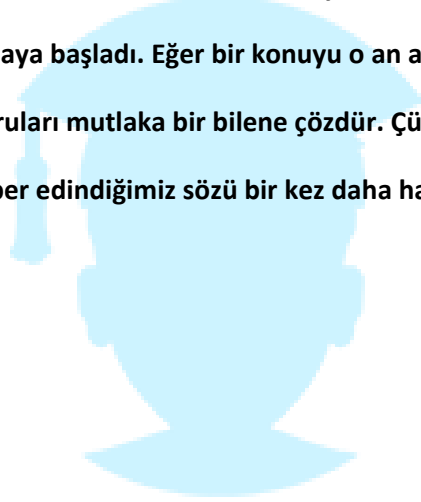 aya başladı. Eğer bir konuyu o an a
ruları mutlaka bir bilene çözdür. Çü
ber edindiğimiz sözü bir kez daha ha